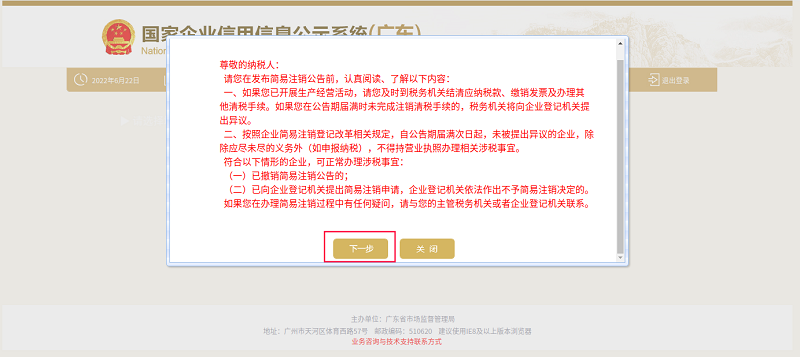 国家企业信用信息公示系统(广东)
Nation
2022年6月22日
退出登录
尊敬的纳税人：
请您在发布简易注销公告前，认真阅读、了解以下内容：
一、如果您已开展生产经营活动，请您及时到税务机关结清应纳税款、缴销发票及办理其
他清税手续。如果您在公告期届满时未完成注销清税手续的，税务机关将向企业登记机关提
出异议。
二、按照企业简易注销登记改革相关规定，自公告期届满次日起，未被提出异议的企业，除
除应尽未尽的义务外（如申报纳税），不得持营业执照办理相关涉税事宜。
符合以下情形的企业，可正常办理涉税事宜：
（一）已撤销简易注销公告的；
（二）已向企业登记机关提出简易注销申请，企业登记机关依法作出不予简易注销决定的。
如果您在办理简易注销过程中有任何疑问，请与您的主管税务机关或者企业登记机关联系。
下一步
关 闭
主办单位：广东省市场监督管理局
地址：广州市天河区体育西路57号 邮政编码：510620 建议使用IE8及以上版本浏览器
业务咨询与技术支持联系方式